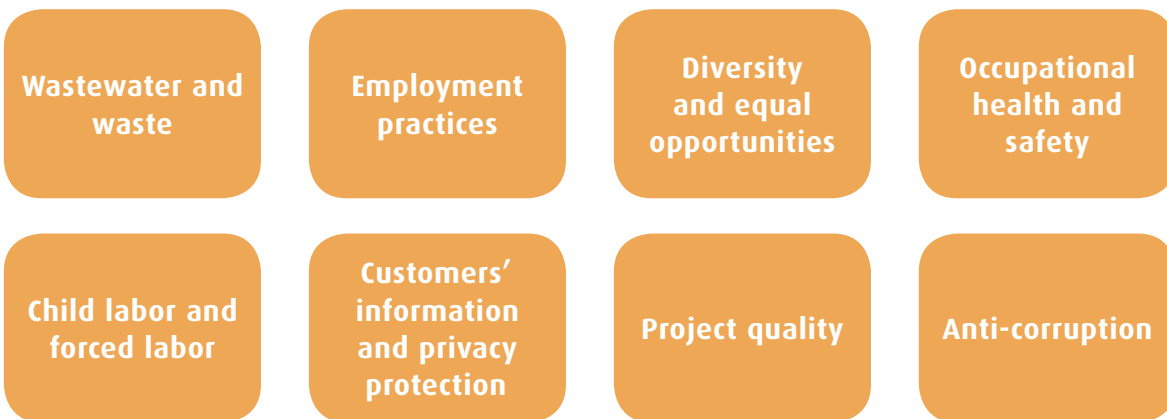 Wastewater and
waste
Employment
practices
Diversity
and equal
opportunities
Occupational
health and
safety
Child labor and
forced labor
Customers’
information
and privacy
protection
Project quality
Anti-corruption